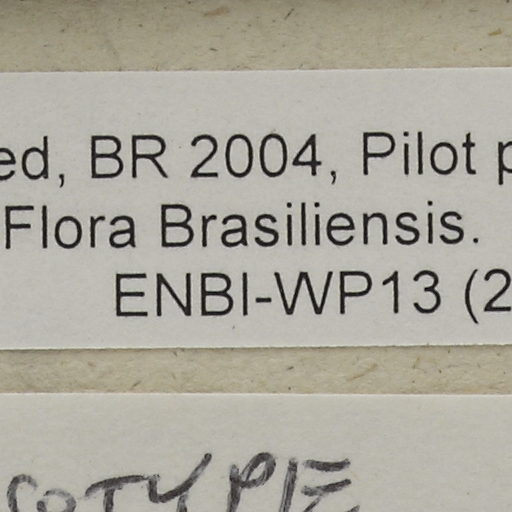 ed, BR 2004, Pilot p
Flora Brasiliensis.
ENBI-WP13 (2